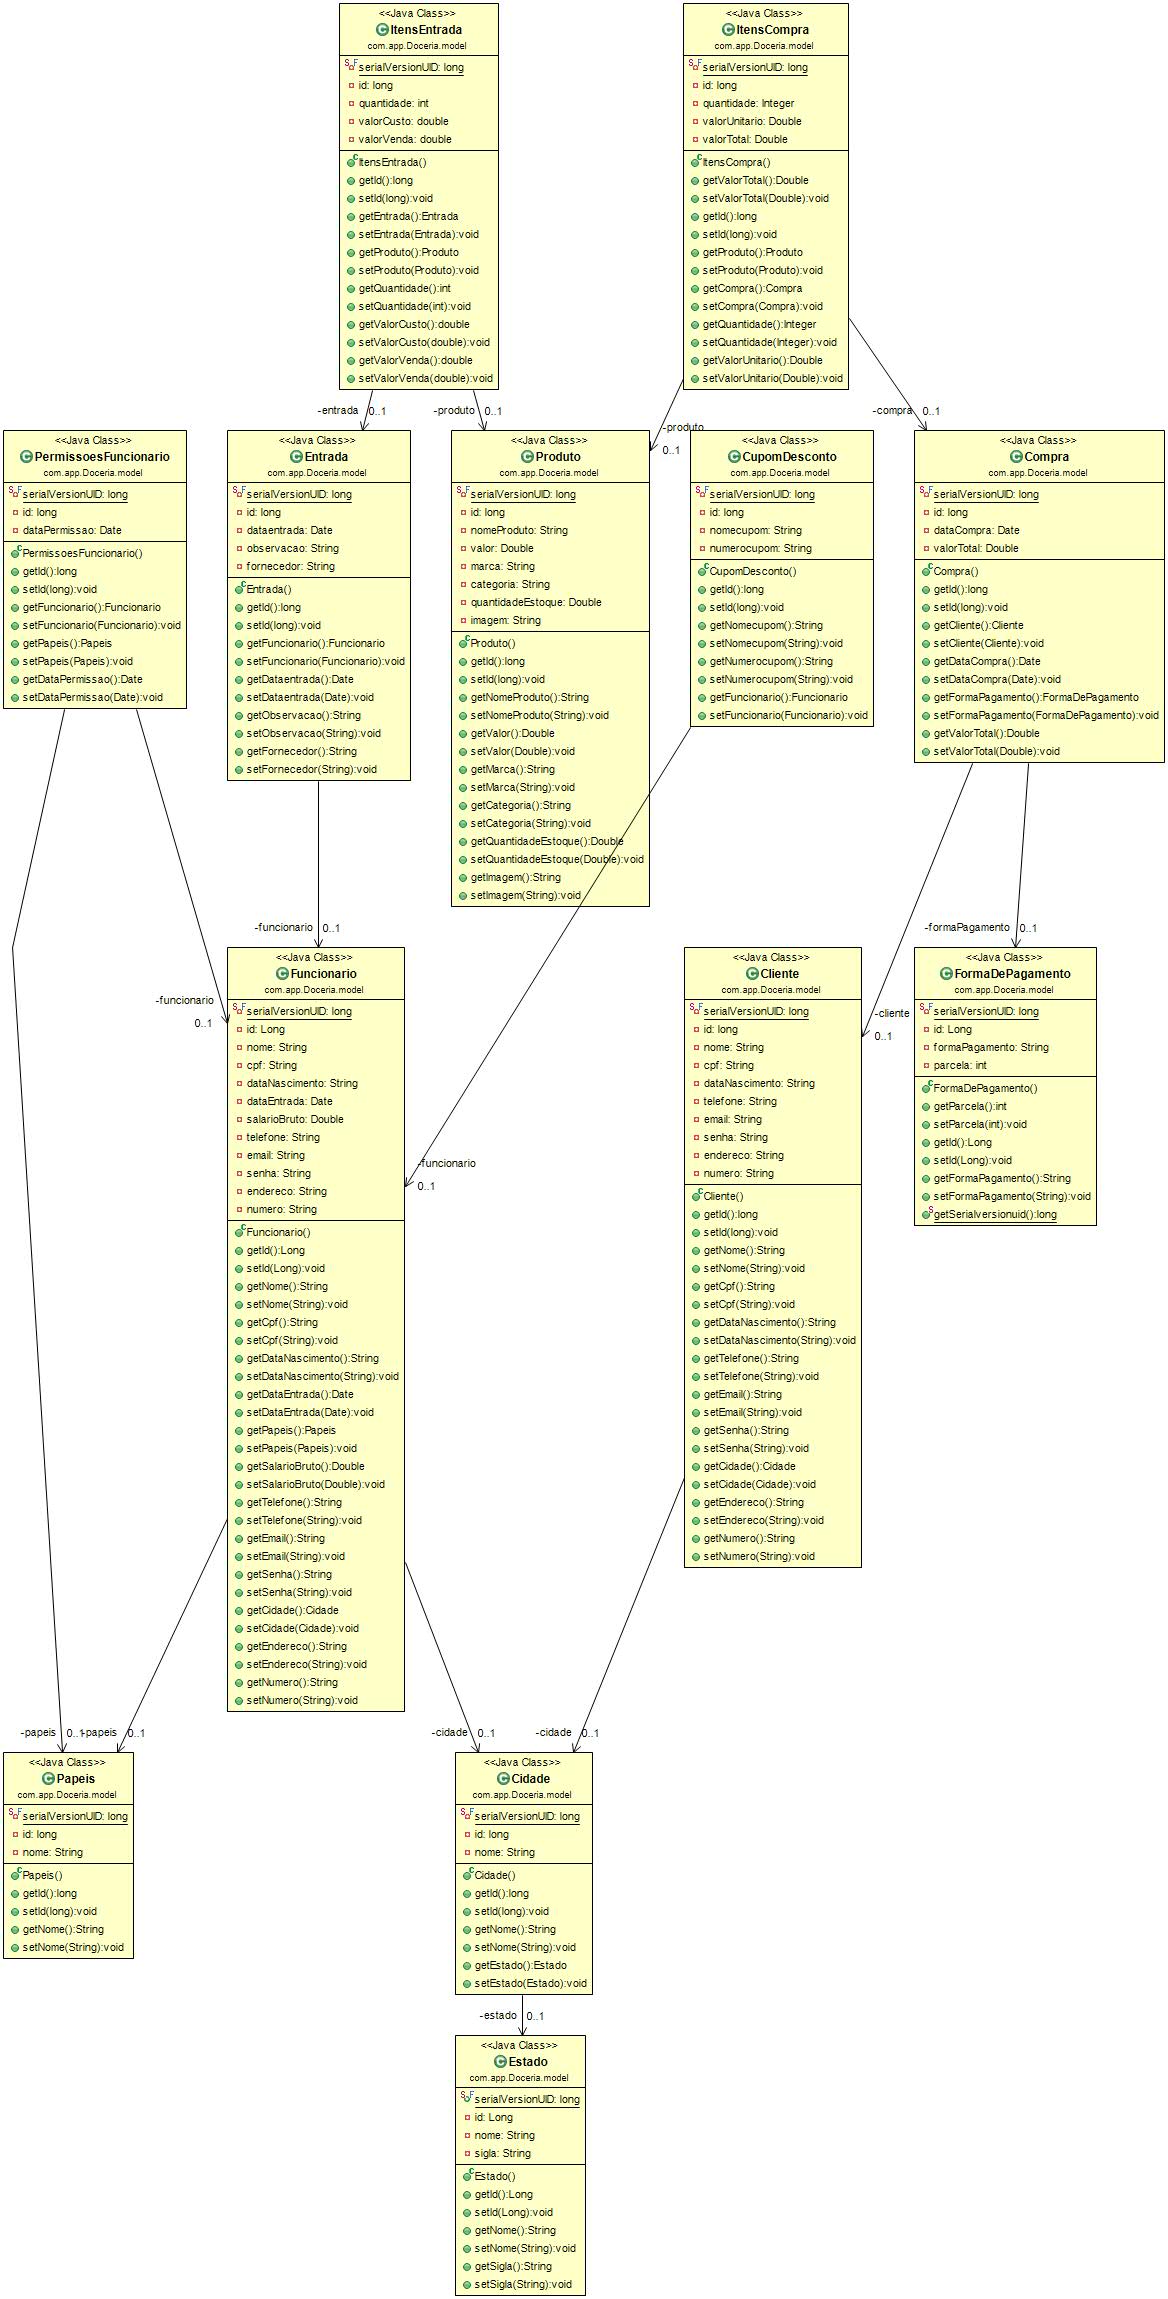 <<Java Class>>
ItensEntrada
com.app.Doceria.model
serialVersionUID: long
id: long
quantidade: int
valorCusto: double
valorVenda: double
ItensEntrada()
getId():long
setId(long):void
getEntrada():Entrada
setEntrada(Entrada):void
getProduto():Produto
setProduto(Produto):void
getQuantidade():int
setQuantidade(int):void
getValorCusto():double
setValorCusto(double):void
getValorVenda():double
setValorVenda(double):void
<<Java Class>>
ItensCompra
com.app.Doceria.model
serialVersionUID: long
id: long
quantidade: Integer
valorUnitario: Double
valorTotal: Double
ItensCompra()
getValorTotal():Double
setValorTotal(Double):void
getId():long
setId(long):void
getProduto():Produto
setProduto(Produto):void
getCompra():Compra
setCompra(Compra):void
getQuantidade():Integer
setQuantidade(Integer):void
getValorUnitario():Double
setValorUnitario(Double):void
-entrada 0..1
-produto 0..1
-produto
0..1
-compra 0..1
<<Java Class>>
PermissoesFuncionario
com.app.Doceria.model
serialVersionUID: long
id: long
dataPermissao: Date
PermissoesFuncionario()
getId():long
setId(long):void
getFuncionario():Funcionario
setFuncionario(Funcionario):void
getPapeis():Papeis
setPapeis(Papeis):void
getDataPermissao():Date
setDataPermissao(Date):void
<<Java Class>>
Entrada
com.app.Doceria.model
serialVersionUID: long
id: long
dataentrada: Date
observacao: String
fornecedor: String
Entrada()
getId():long
setId(long):void
getFuncionario():Funcionario
setFuncionario(Funcionario):void
getDataentrada():Date
setDataentrada(Date):void
getObservacao():String
setObservacao(String):void
getFornecedor():String
setFornecedor(String):void
<<Java Class>>
Produto
com.app.Doceria.model
serialVersionUID: long
id: long
nomeProduto: String
valor: Double
marca: String
categoria: String
quantidadeEstoque: Double
imagem: String
Produto()
getId():long
setId(long):void
getNomeProduto():String
setNomeProduto(String):void
getValor():Double
setValor(Double):void
getMarca():String
setMarca(String):void
getCategoria():String
setCategoria(String):void
getQuantidadeEstoque():Double
setQuantidadeEstoque(Double):void
getImagem():String
setImagem(String):void
<<Java Class>>
CupomDesconto
com.app.Doceria.model
serialVersionUID: long
id: long
nomecupom: String
numerocupom: String
CupomDesconto()
getId():long
setId(long):void
getNomecupom():String
setNomecupom(String):void
getNumerocupom():String
setNumerocupom(String):void
getFuncionario():Funcionario
setFuncionario(Funcionario):void
<<Java Class>>
Compra
com.app.Doceria.model
serialVersionUID: long
id: long
dataCompra: Date
valorTotal: Double
Compra()
getId():long
setId(long):void
getCliente():Cliente
setCliente(Cliente):void
getDataCompra():Date
setDataCompra(Date):void
getFormaPagamento():FormaDePagamento
setFormaPagamento(FormaDePagamento):void
getValorTotal():Double
setValorTotal(Double):void
-funcionario 0..1
-funcionario
0..1
-funcionario
0..1
-cliente
0..1
-formaPagamento 0..1
<<Java Class>>
Funcionario
com.app.Doceria.model
serialVersionUID: long
id: Long
nome: String
cpf: String
dataNascimento: String
dataEntrada: Date
salarioBruto: Double
telefone: String
email: String
senha: String
endereco: String
numero: String
Funcionario()
getId():Long
setId(Long):void
getNome():String
setNome(String):void
getCpf():String
setCpf(String):void
getDataNascimento():String
setDataNascimento(String):void
getDataEntrada():Date
setDataEntrada(Date):void
getPapeis():Papeis
setPapeis(Papeis):void
getSalarioBruto():Double
setSalarioBruto(Double):void
getTelefone():String
setTelefone(String):void
getEmail():String
setEmail(String):void
getSenha():String
setSenha(String):void
getCidade():Cidade
setCidade(Cidade):void
getEndereco():String
setEndereco(String):void
getNumero():String
setNumero(String):void
<<Java Class>>
Cliente
com.app.Doceria.model
serialVersionUID: long
id: long
nome: String
cpf: String
dataNascimento: String
telefone: String
email: String
senha: String
endereco: String
numero: String
Cliente()
getId():long
setId(long):void
getNome():String
setNome(String):void
getCpf():String
setCpf(String):void
getDataNascimento():String
setDataNascimento(String):void
getTelefone():String
setTelefone(String):void
getEmail():String
setEmail(String):void
getSenha():String
setSenha(String):void
getCidade():Cidade
setCidade(Cidade):void
getEndereco():String
setEndereco(String):void
getNumero():String
setNumero(String):void
<<Java Class>>
FormaDePagamento
com.app.Doceria.model
serialVersionUID: long
id: Long
formaPagamento: String
parcela: int
FormaDePagamento()
getParcela():int
setParcela(int):void
getId():Long
setId(Long):void
getFormaPagamento():String
setFormaPagamento(String):void
getSerialversionuid():long
-papeis 0..1
-papeis 0..1
-cidade 0..1
-cidade 0..1
<<Java Class>>
Papeis
com.app.Doceria.model
serialVersionUID: long
id: long
nome: String
Papeis()
getId():long
setId(long):void
getNome():String
setNome(String):void
<<Java Class>>
Cidade
com.app.Doceria.model
serialVersionUID: long
id: long
nome: String
Cidade()
getId():long
setId(long):void
getNome():String
setNome(String):void
getEstado():Estado
setEstado(Estado):void
-estado 0..1
<<Java Class>>
Estado
com.app.Doceria.model
serialVersionUID: long
id: Long
nome: String
sigla: String
Estado()
getId():Long
setId(Long):void
getNome():String
setNome(String):void
getSigla():String
setSigla(String):void